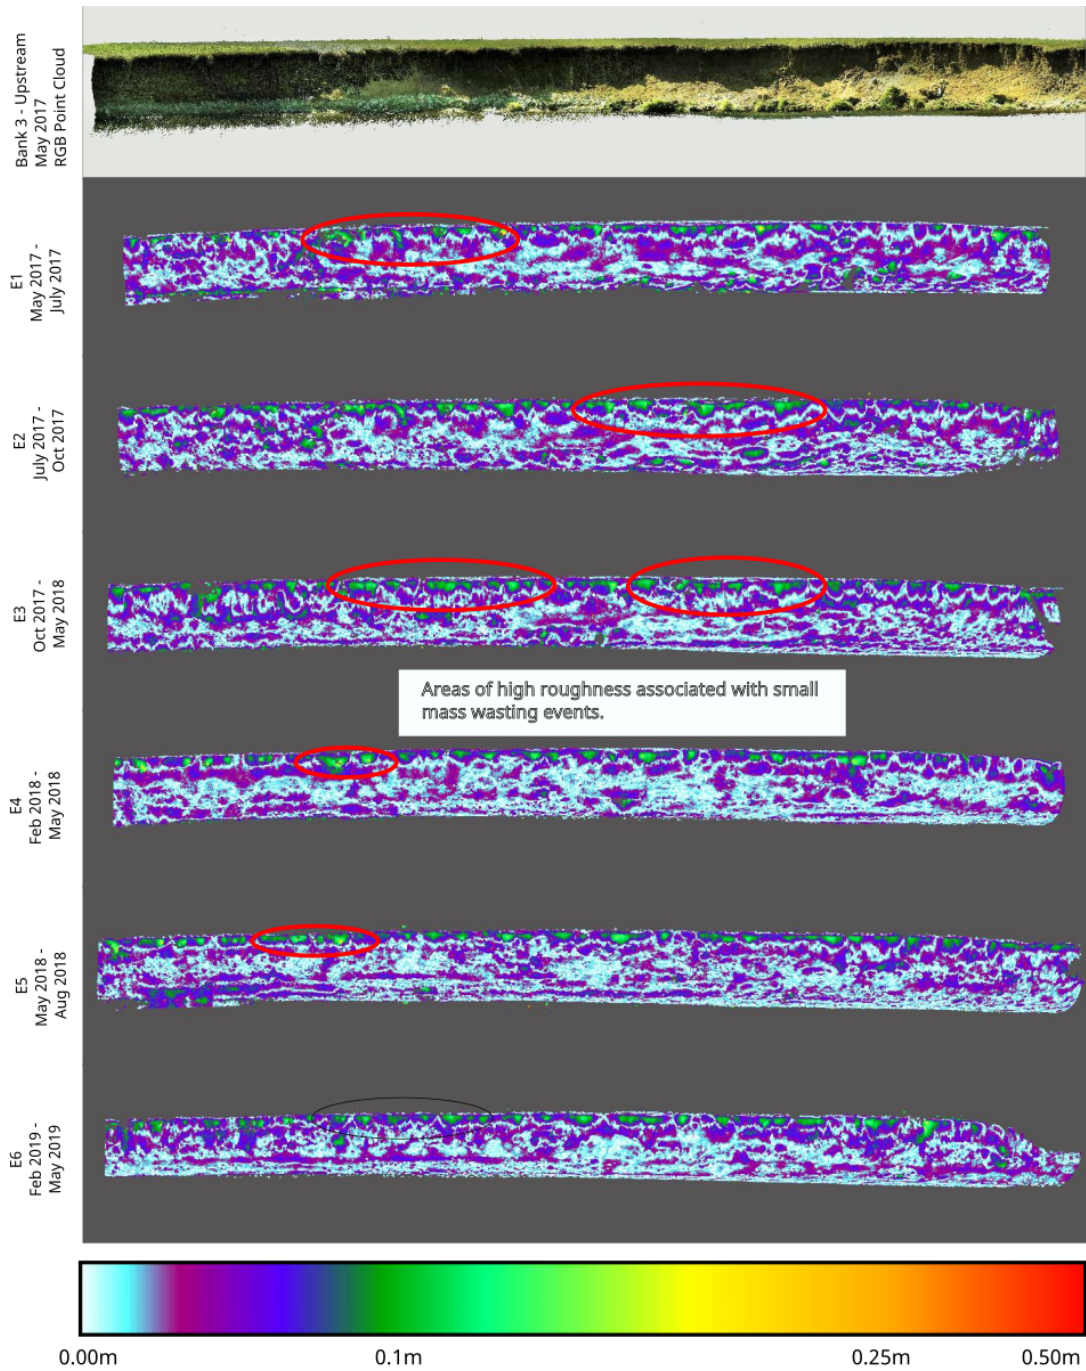 Bank 3 - Upstream
May 2017
RGB Point Cloud
E1
May 2017 -
July 2017
E2
July 2017 -
Oct 2017
E3
Oct 2017 -
May 2018
Areas of high roughness associated with small
mass wasting events.
E4
Feb 2018 -
May 2018
E5
May 2018 -
Aug 2018
E6
Feb 2019 -
May 2019
0.00m
0.1m
0.25m
0.50m